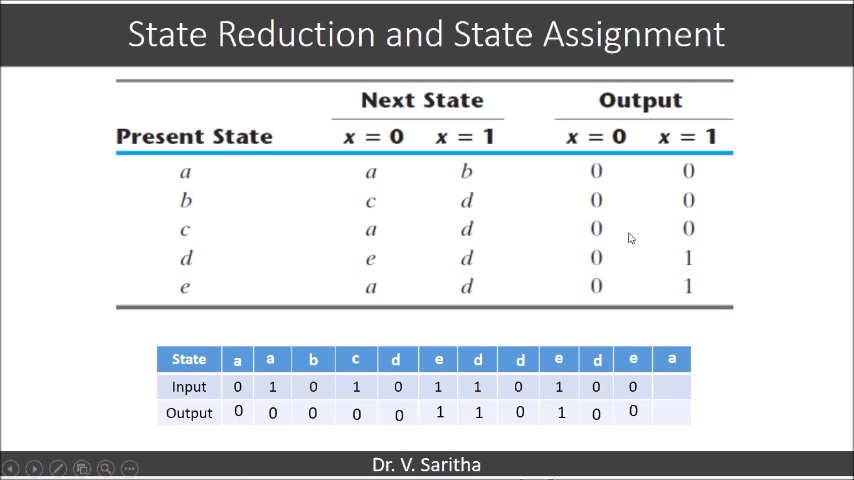 State Reduction and State Assignment
Next State Output
Present State x = 0 x = 1 x = 0 x = 1
a a b 0 0
b c d 0 0
c a d 0 0
d e d 0 1
e a d 0 1
State a a b c d e d d e d e a
Input 0 1 0 1 0 1 1 0 1 0 0
Output 0 0 0 0 0 1 1 0 1 0 0
Dr. V. Saritha